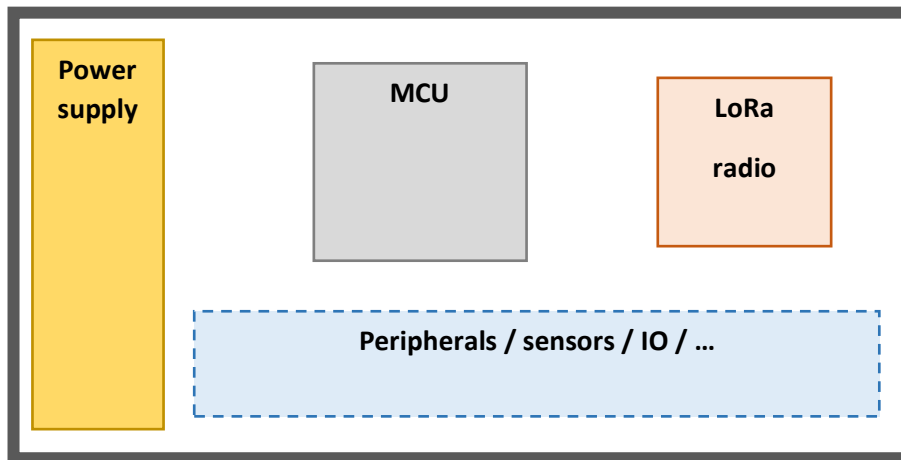 Power
supply
MCU
LoRa
radio
Peripherals / sensors / IO / …